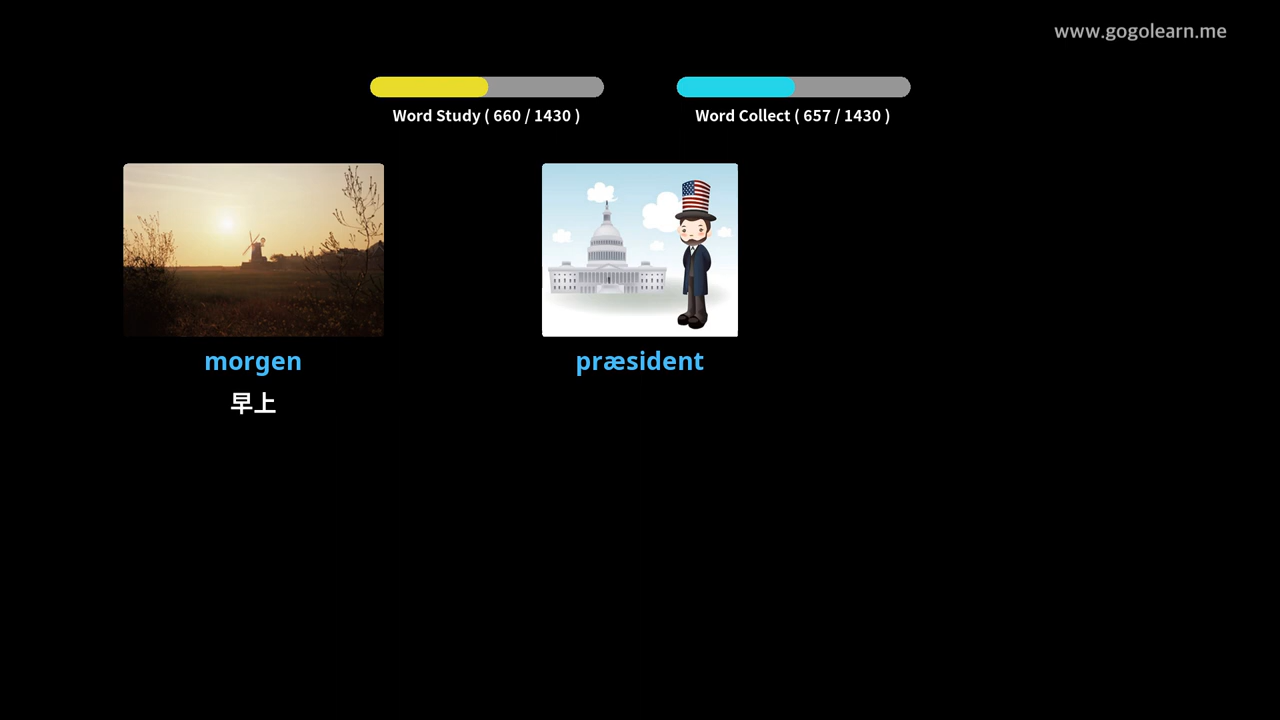 www.gogolearn.me
Word Study ( 660 / 1430 )
Word Collect ( 657 / 1430 )
morgen
早上
præsident